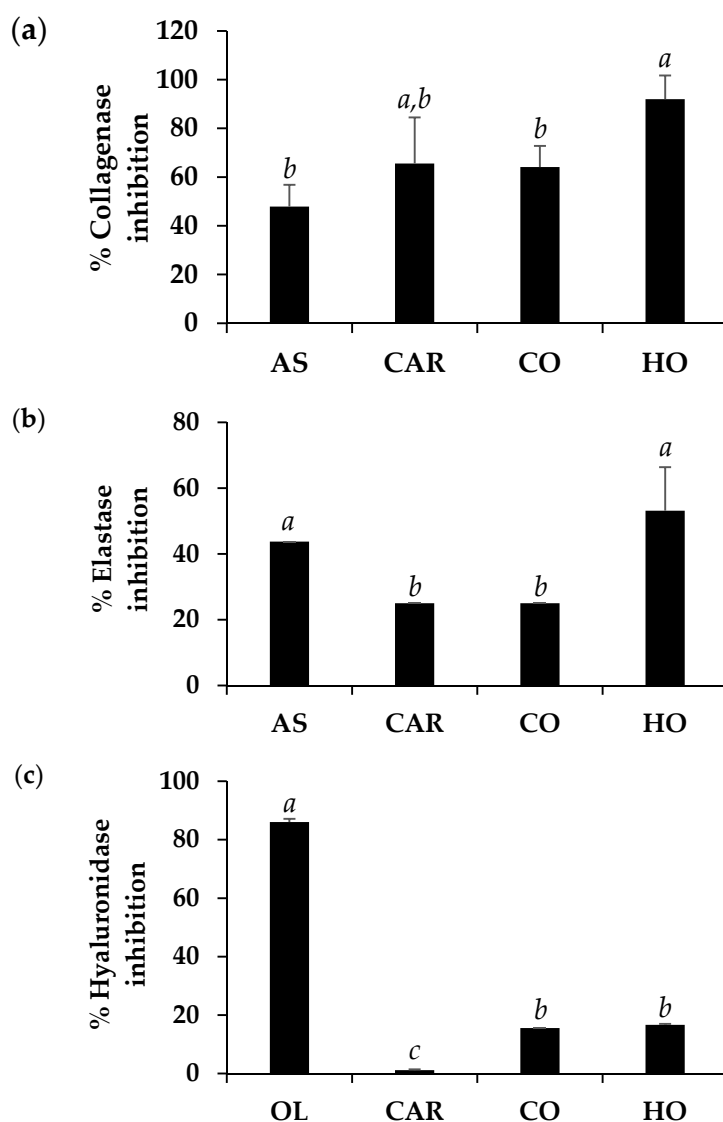 (a)
% Collagenase
inhibition
120
100
80
60
40
20
0
b
a,b
b
a
AS CAR CO HO
(b)
% Elastase
inhibition
80
60
40
20
0
a
b
b
a
AS CAR CO HO
(c)
% Hyaluronidase
inhibition
100
80
60
40
20
0
a
c
b
b
OL CAR CO HO